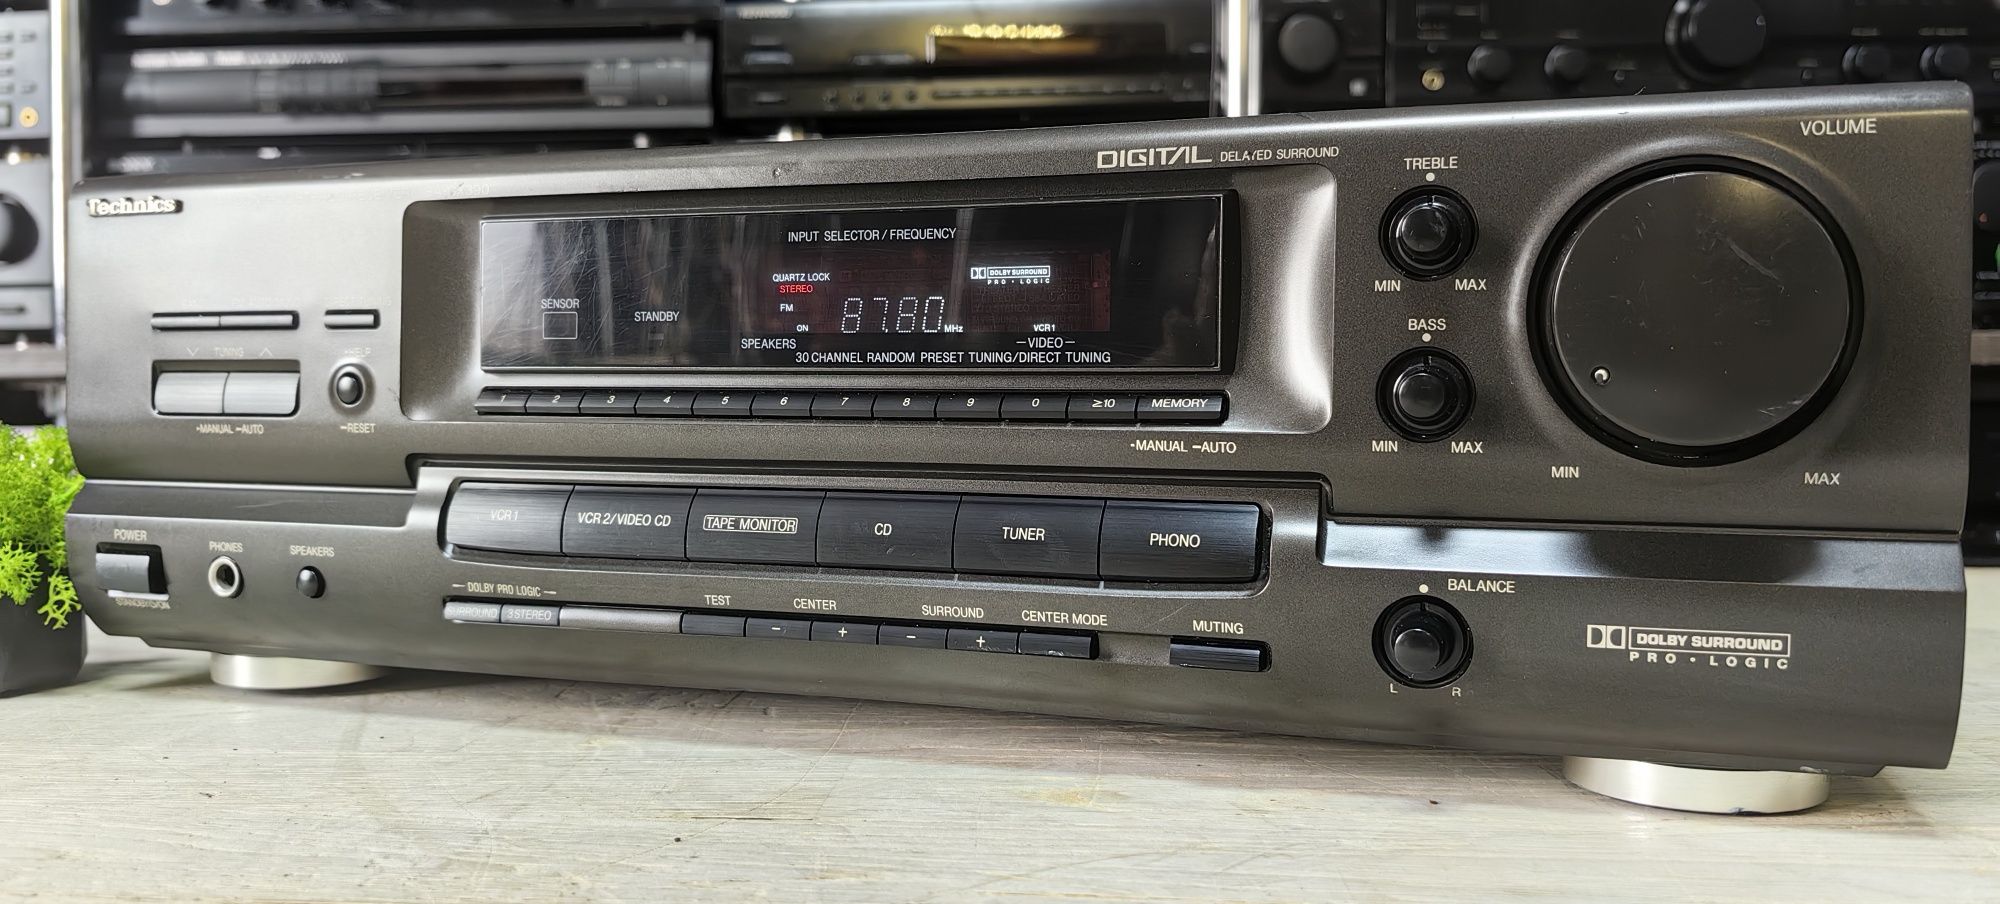 DIGITAL DELAYED SURROUND
VOLUME
TREBLE
MIN MAX
Technics
390
INPUT SELECTOR / FREQUENCY
QUARTZ LOCK
STEREO
DOLBY SURROUND
PRO • LOGIC
FM
87.80 MHz
ON
VCR1
SENSOR
STANDBY
SPEAKERS
—VIDEO—
30 CHANNEL RANDOM PRESET TUNING/DIRECT TUNING
BASS
MIN MAX
MIN MAX
TUNING
•HELP
–RESET
•MANUAL –AUTO
1 2 3 4 5 6 7 8 9 0 ≥10 MEMORY
•MANUAL –AUTO
VCR 1 VCR 2/VIDEO CD TAPE MONITOR CD TUNER PHONO
POWER
STANDBY/ON
PHONES
SPEAKERS
— DOLBY PRO LOGIC —
SURROUND 3 STEREO
TEST CENTER SURROUND CENTER MODE
– + – +
MUTING
BALANCE
L R
DOLBY SURROUND
PRO • LOGIC